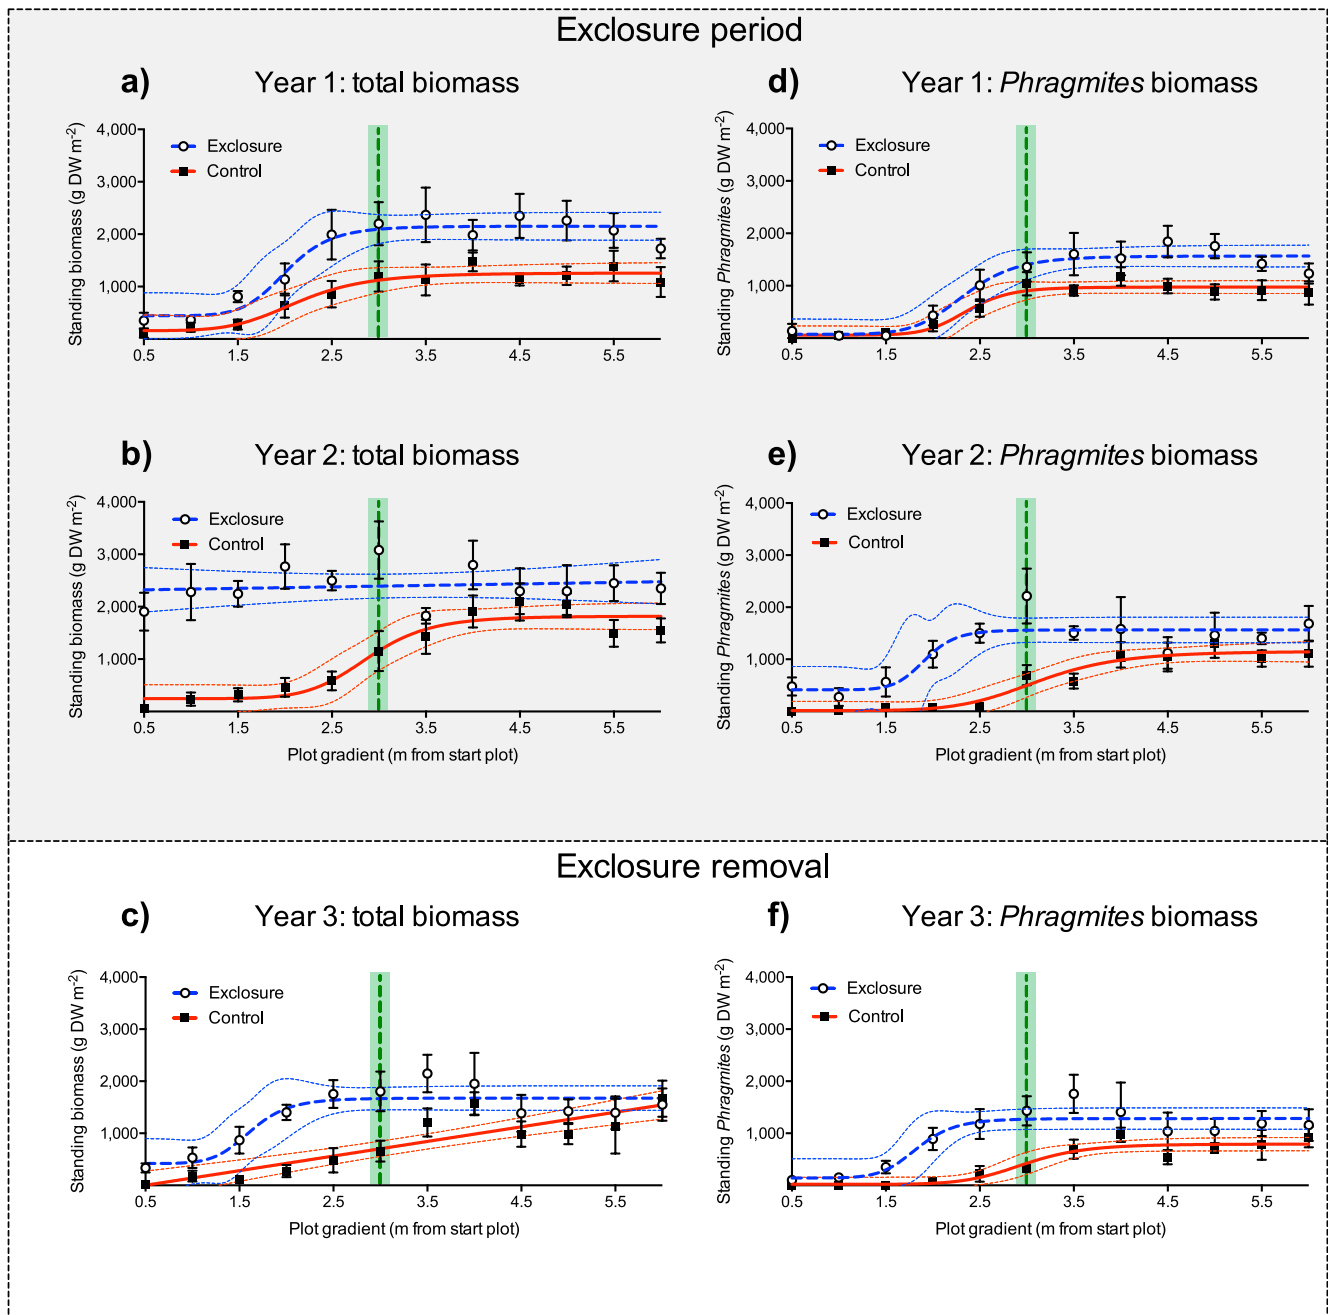 Exclosure period
a) Year 1: total biomass
Standing biomass (g DW m-2)
4,000
3,000
2,000
1,000
Exclosure
Control
0.5 1.5 2.5 3.5 4.5 5.5
d) Year 1: Phragmites biomass
Standing Phragmites (g DW m-2)
4,000
3,000
2,000
1,000
Exclosure
Control
0.5 1.5 2.5 3.5 4.5 5.5
b) Year 2: total biomass
Standing biomass (g DW m-2)
4,000
3,000
2,000
1,000
Exclosure
Control
0.5 1.5 2.5 3.5 4.5 5.5
Plot gradient (m from start plot)
e) Year 2: Phragmites biomass
Standing Phragmites (g DW m-2)
4,000
3,000
2,000
1,000
Exclosure
Control
0.5 1.5 2.5 3.5 4.5 5.5
Plot gradient (m from start plot)
Exclosure removal
c) Year 3: total biomass
Standing biomass (g DW m-2)
4,000
3,000
2,000
1,000
Exclosure
Control
0.5 1.5 2.5 3.5 4.5 5.5
Plot gradient (m from start plot)
f) Year 3: Phragmites biomass
Standing Phragmites (g DW m-2)
4,000
3,000
2,000
1,000
Exclosure
Control
0.5 1.5 2.5 3.5 4.5 5.5
Plot gradient (m from start plot)